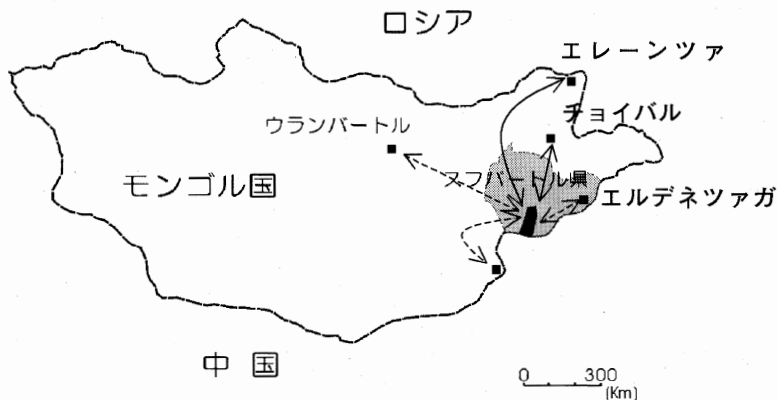 ロシア
エレーンツァ
チョイバル
ウランバートル
スフバートル県
モンゴル国
エルデネツァガ
中国
0 300
(Km)